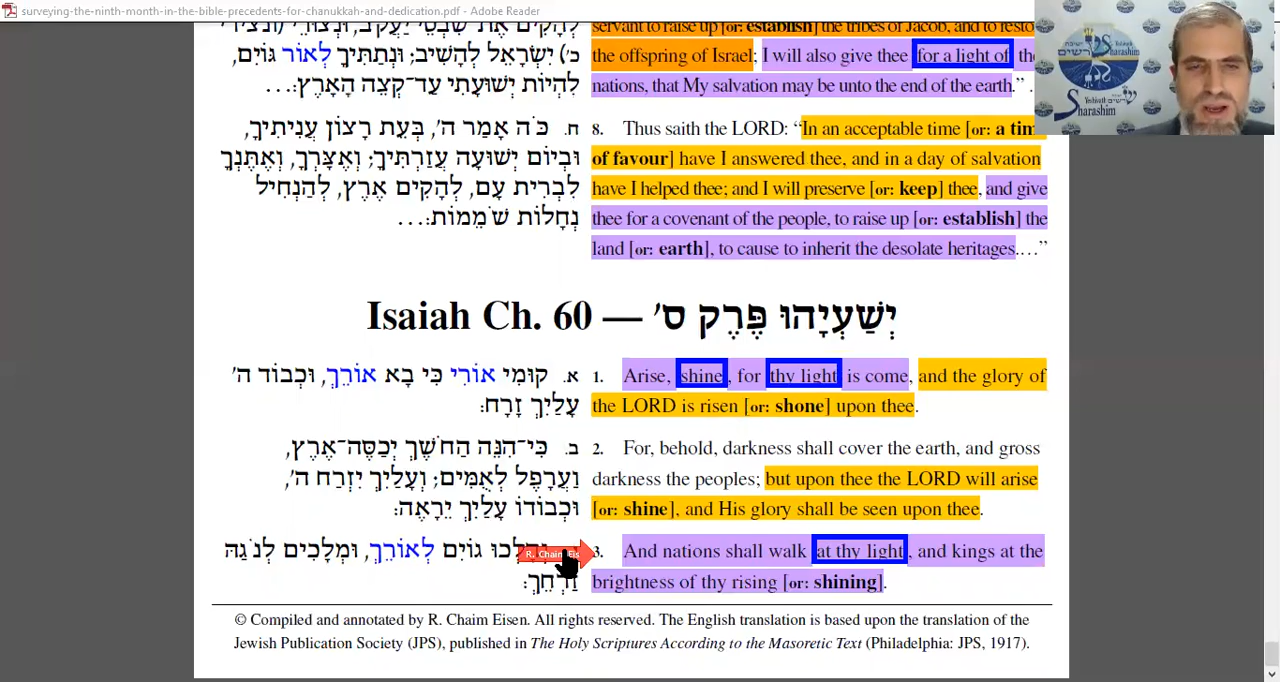 surveying-the-ninth-month-in-the-bible-precedents-for-chanukkah-and-dedication.pdf - Adobe Reader
servant to raise up [or: establish] the tribes of Jacob, and to resto
the offspring of Israel; I will also give thee for a light of the
nations, that My salvation may be unto the end of the earth.”
לְהָקִים אֶת שִׁבְטֵי יַעֲקֹב,
כ׳) יִשְׂרָאֵל לְהָשִׁיב; וּנְתַתִּיךָ לְאוֹר גּוֹיִם,
לִהְיוֹת יְשׁוּעָתִי עַד־קְצֵה הָאָרֶץ:…
8. Thus saith the LORD: “In an acceptable time [or: a tim
of favour] have I answered thee, and in a day of salvation
have I helped thee; and I will preserve [or: keep] thee, and give
thee for a covenant of the people, to raise up [or: establish] the
land [or: earth], to cause to inherit the desolate heritages.…”
ח. כֹּה אָמַר ה׳, בְּעֵת רָצוֹן עֲנִיתִיךָ,
וּבְיוֹם יְשׁוּעָה עֲזַרְתִּיךָ; וְאֶצָּרְךָ, וְאֶתֶּנְךָ
לִבְרִית עָם, לְהָקִים אֶרֶץ, לְהַנְחִיל
נְחָלוֹת שֹׁמֵמוֹת:…
Isaiah Ch. 60 — יְשַׁעְיָהוּ פֶּרֶק ס׳
1. Arise, shine, for thy light is come, and the glory of
the LORD is risen [or: shone] upon thee.
א. קוּמִי אוֹרִי כִּי בָא אוֹרֵךְ, וּכְבוֹד ה׳
עָלַיִךְ זָרָח:
2. For, behold, darkness shall cover the earth, and gross
darkness the peoples; but upon thee the LORD will arise
[or: shine], and His glory shall be seen upon thee.
ב. כִּי־הִנֵּה הַחֹשֶׁךְ יְכַסֶּה־אֶרֶץ,
וַעֲרָפֶל לְאֻמִּים; וְעָלַיִךְ יִזְרַח ה׳,
וּכְבוֹדוֹ עָלַיִךְ יֵרָאֶה:
3. And nations shall walk at thy light, and kings at the
brightness of thy rising [or: shining].
גוֹיִם לְאוֹרֵךְ, וּמְלָכִים לְנֹגַהּ
זַרְחֵךְ:
R. Chaim Eis
© Compiled and annotated by R. Chaim Eisen. All rights reserved. The English translation is based upon the translation of the
Jewish Publication Society (JPS), published in The Holy Scriptures According to the Masoretic Text (Philadelphia: JPS, 1917).
Sharashim
Yeshivath
Sharashim